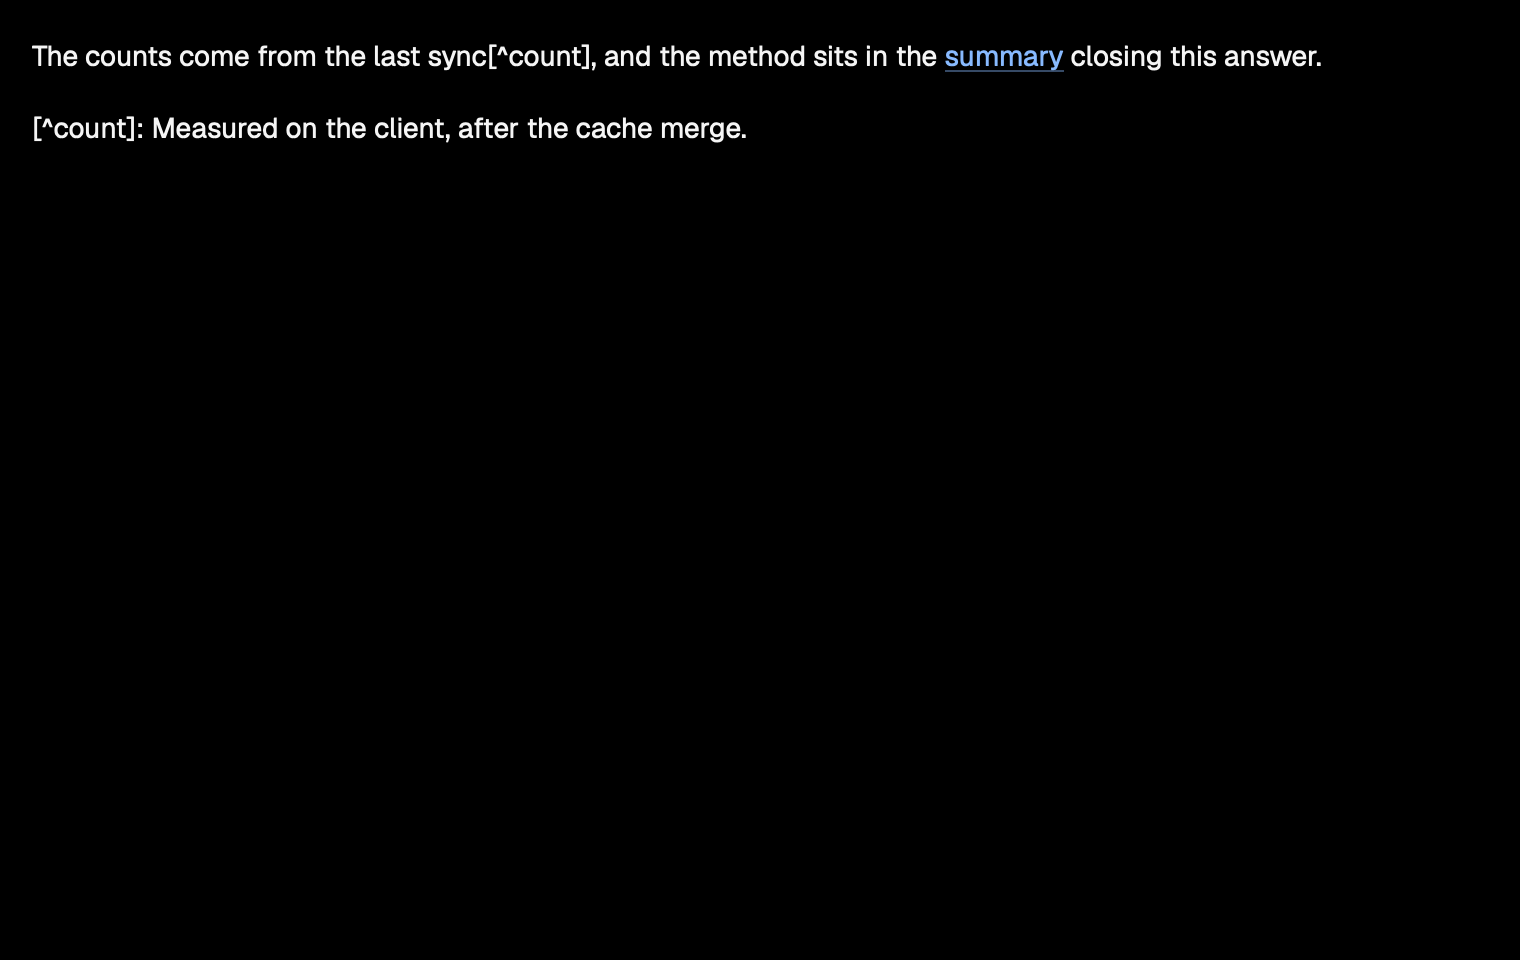 The counts come from the last sync[^count], and the method sits in the summary closing this answer.
[^count]: Measured on the client, after the cache merge.